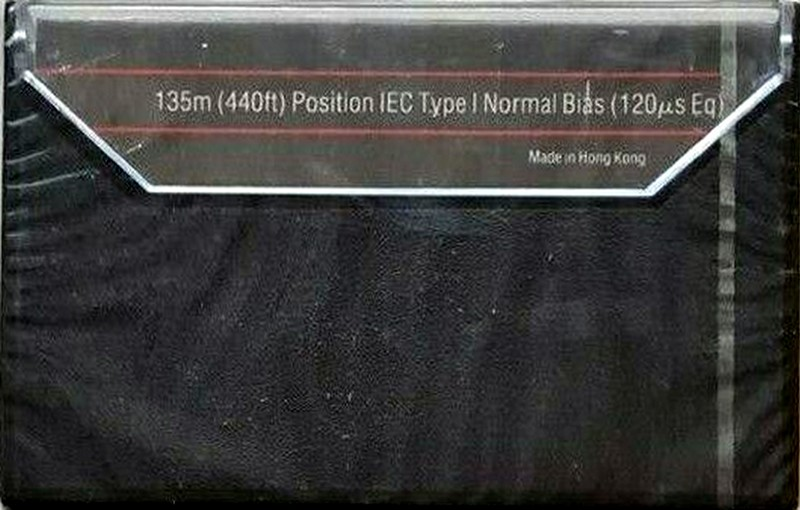 135m (440ft) Position IEC Type I Normal Bias (120µs Eq)
Made in Hong Kong